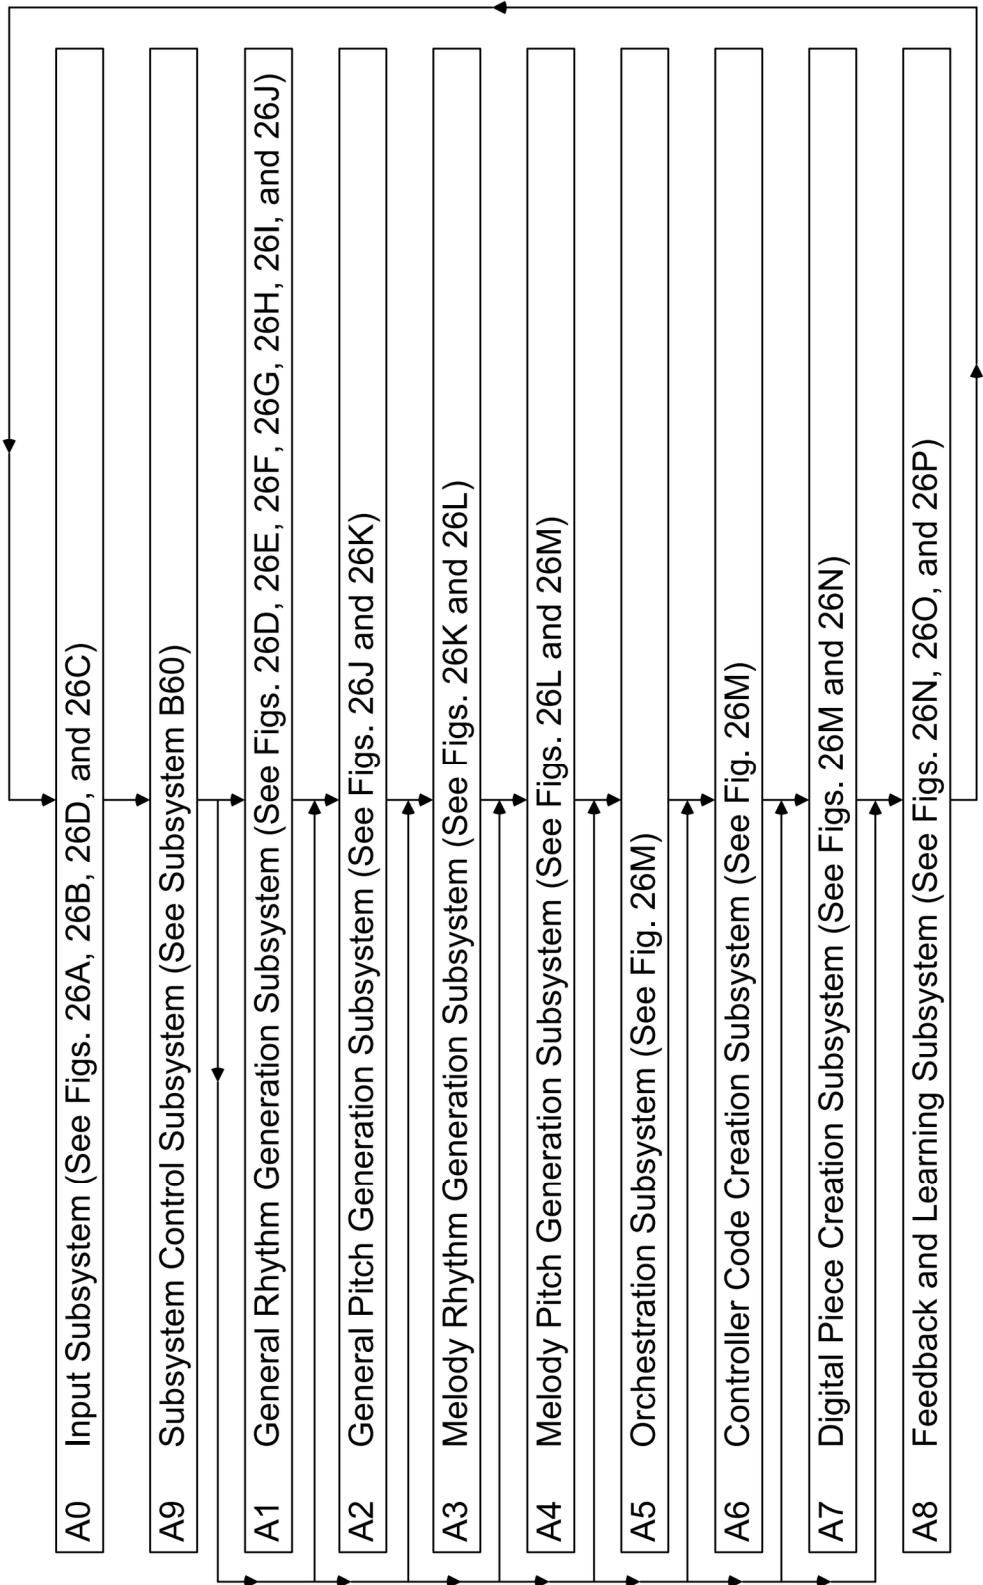 A0 Input Subsystem (See Figs. 26A, 26B, 26D, and 26C)
A9 Subsystem Control Subsystem (See Subsystem B60)
A1 General Rhythm Generation Subsystem (See Figs. 26D, 26E, 26F, 26G, 26H, 26I, and 26J)
A2 General Pitch Generation Subsystem (See Figs. 26J and 26K)
A3 Melody Rhythm Generation Subsystem (See Figs. 26K and 26L)
A4 Melody Pitch Generation Subsystem (See Figs. 26L and 26M)
A5 Orchestration Subsystem (See Fig. 26M)
A6 Controller Code Creation Subsystem (See Fig. 26M)
A7 Digital Piece Creation Subsystem (See Figs. 26M and 26N)
A8 Feedback and Learning Subsystem (See Figs. 26N, 26O, and 26P)